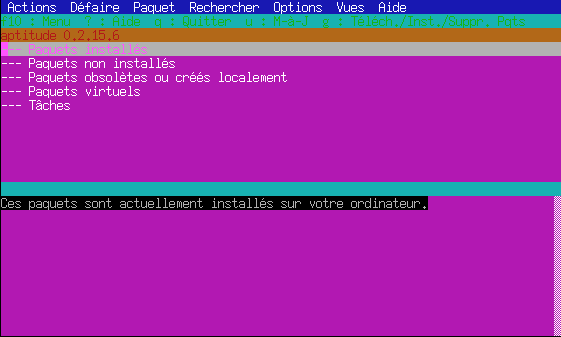 Actions Défaire Paquet Rechercher Options Vues Aide
f10 : Menu ? : Aide q : Quitter u : M-à-J g : Téléch./Inst./Suppr. Pqts
aptitude 0.2.15.6
--- Paquets installés
--- Paquets non installés
--- Paquets obsolètes ou créés localement
--- Paquets virtuels
--- Tâches
Ces paquets sont actuellement installés sur votre ordinateur.